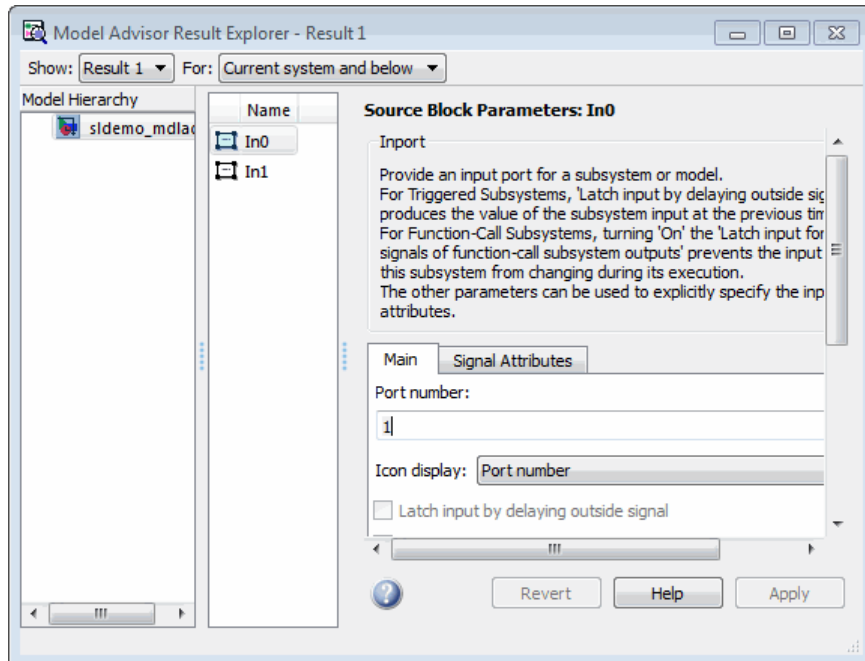 Model Advisor Result Explorer - Result 1
Show: Result 1 For: Current system and below
Model Hierarchy
sldemo_mdlad
Name
In0
In1
Source Block Parameters: In0
Inport
Provide an input port for a subsystem or model.
For Triggered Subsystems, 'Latch input by delaying outside sig
produces the value of the subsystem input at the previous tim
For Function-Call Subsystems, turning 'On' the 'Latch input for
signals of function-call subsystem outputs' prevents the input
this subsystem from changing during its execution.
The other parameters can be used to explicitly specify the inp
attributes.
Main Signal Attributes
Port number:
1
Icon display: Port number
Latch input by delaying outside signal
Revert Help Apply